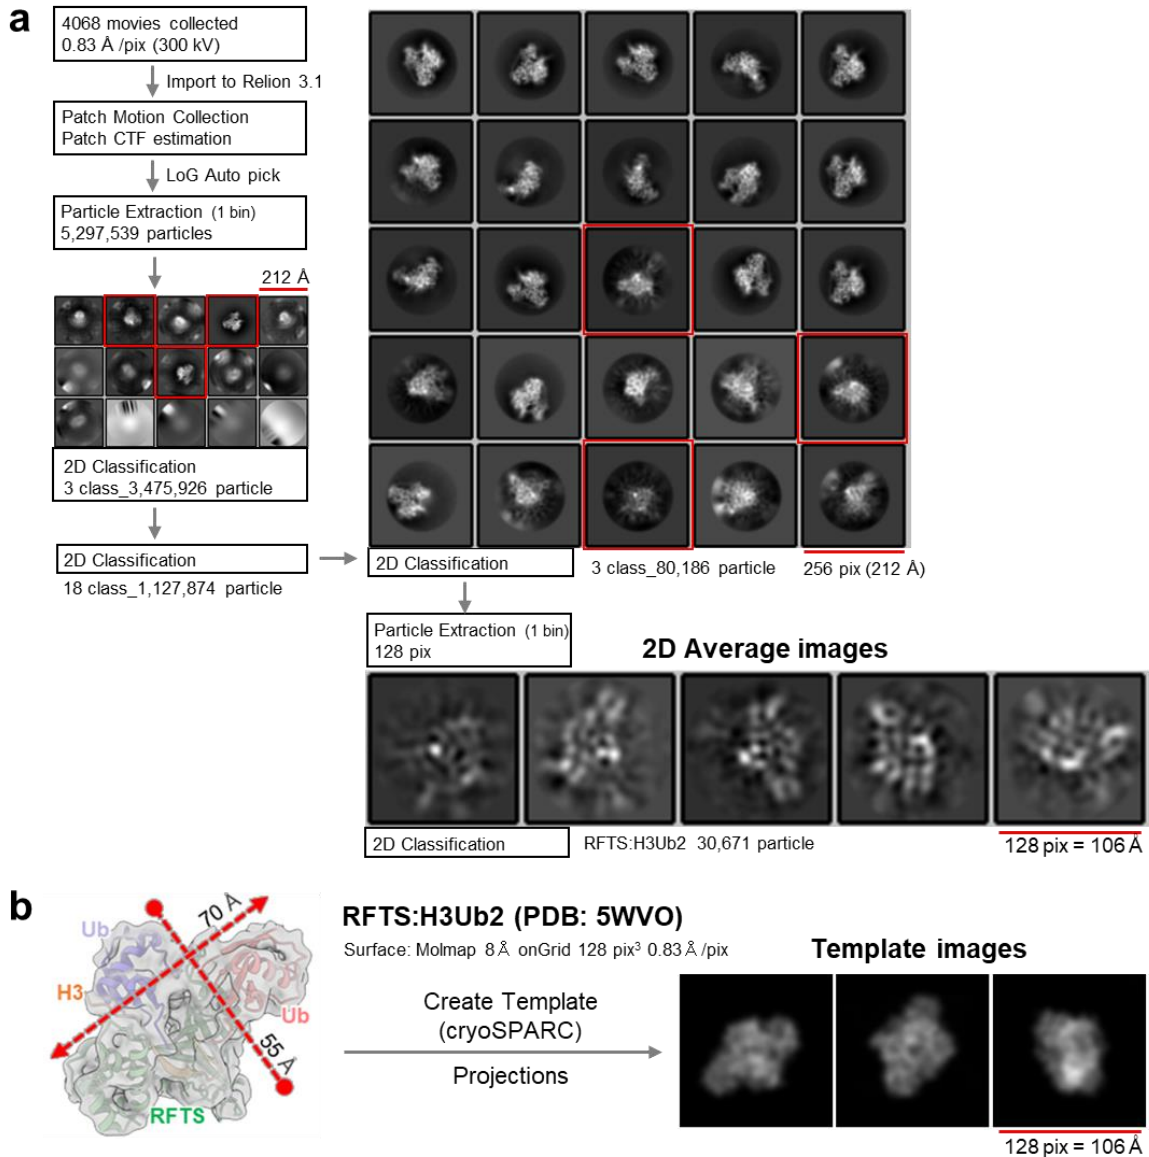 a
4068 movies collected
0.83 Å /pix (300 kV)
Import to Relion 3.1
Patch Motion Collection
Patch CTF estimation
LoG Auto pick
Particle Extraction (1 bin)
5,297,539 particles
212 Å
2D Classification
3 class_3,475,926 particle
2D Classification
18 class_1,127,874 particle
2D Classification
3 class_80,186 particle
256 pix (212 Å)
Particle Extraction (1 bin)
128 pix
2D Average images
2D Classification
RFTS:H3Ub2 30,671 particle
128 pix = 106 Å
b
70 Å
Ub
H3
Ub
55 Å
RFTS
RFTS:H3Ub2 (PDB: 5WVO)
Surface: Molmap 8 Å onGrid 128 pix³ 0.83 Å /pix
Create Template
(cryoSPARC)
Projections
Template images
128 pix = 106 Å